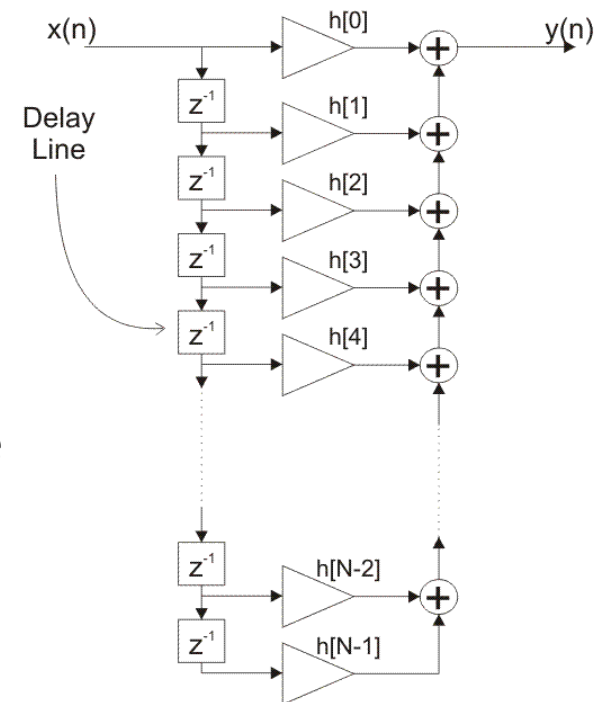 x(n)
h[0]
+
y(n)
z⁻¹
h[1]
+
Delay
Line
z⁻¹
h[2]
+
z⁻¹
h[3]
+
z⁻¹
h[4]
+
z⁻¹
h[N-2]
+
z⁻¹
h[N-1]